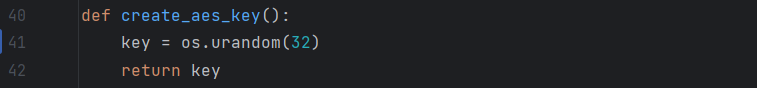 40 def create_aes_key():
41 key = os.urandom(32)
42 return key